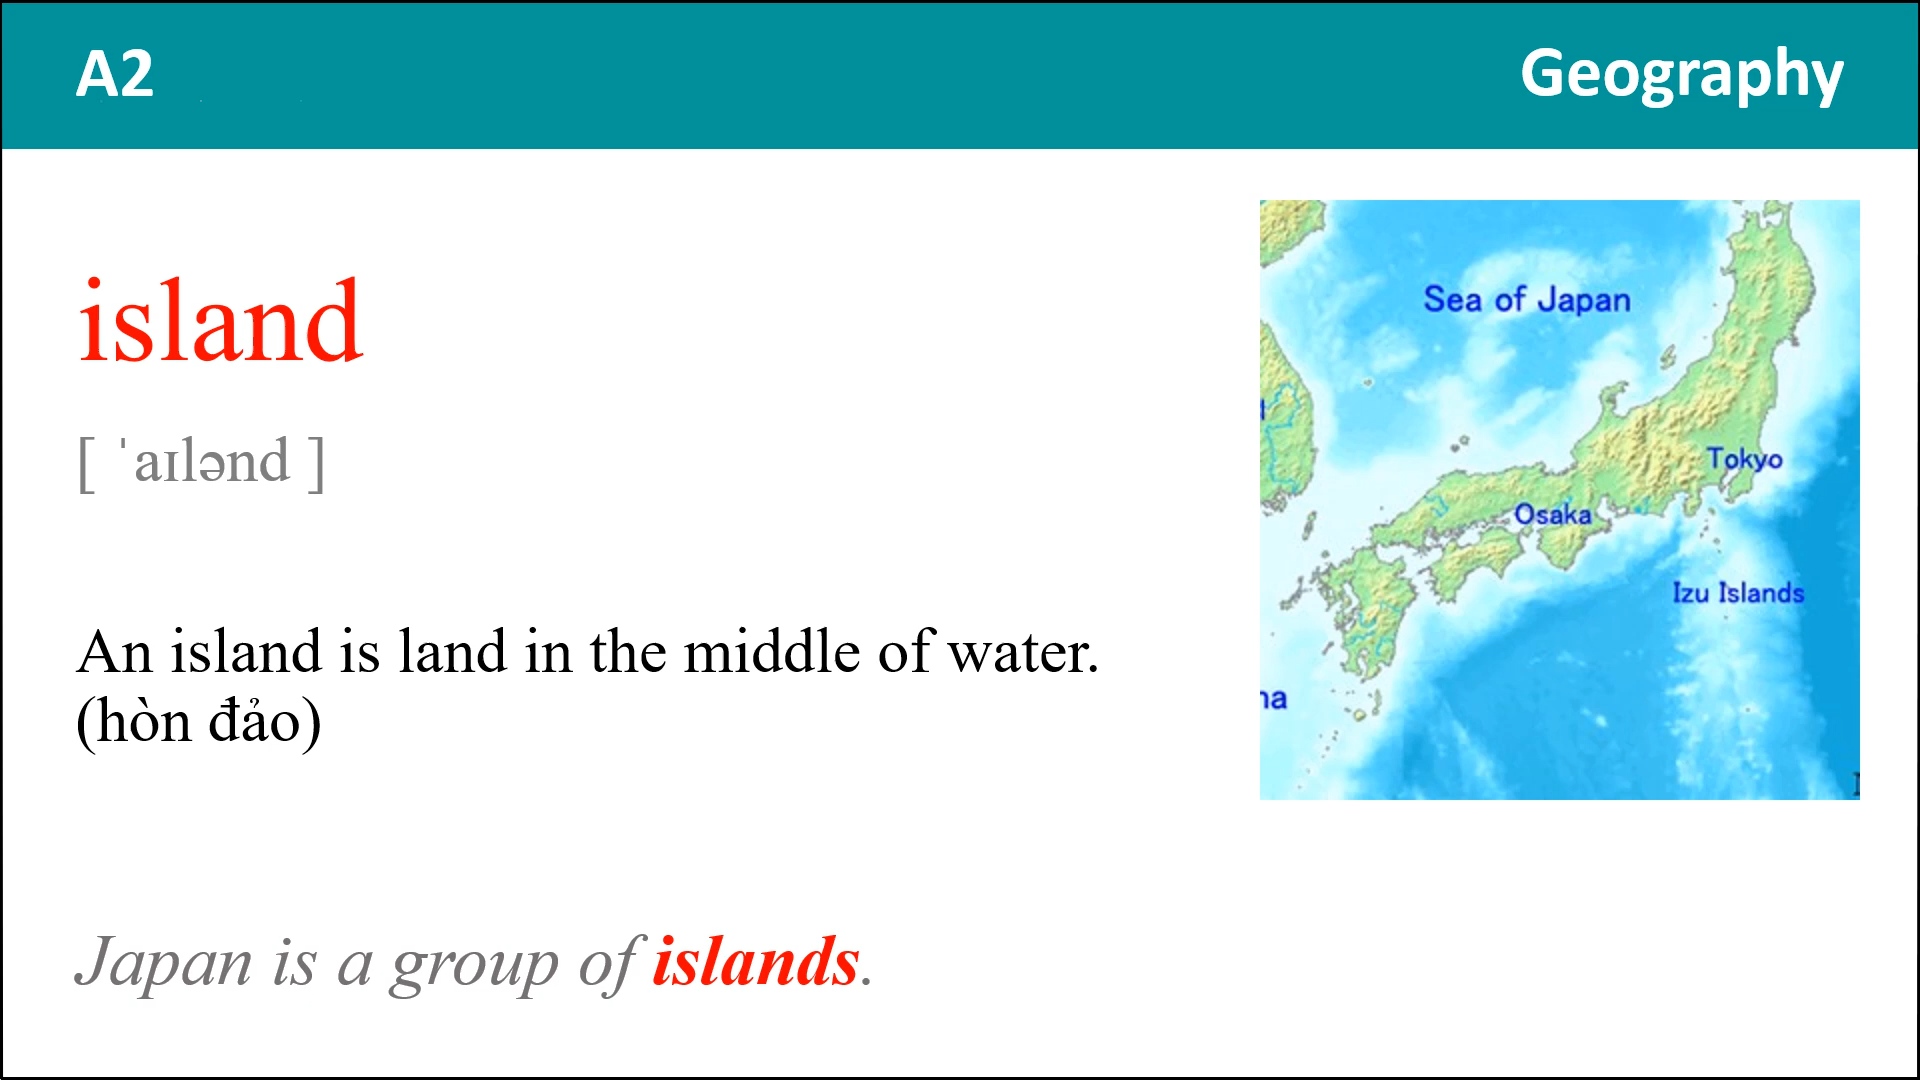 A2
Geography
island
[ ˈaɪlənd ]
An island is land in the middle of water.
(hòn đảo)
Japan is a group of islands.
Sea of Japan
Tokyo
Osaka
Izu Islands
na